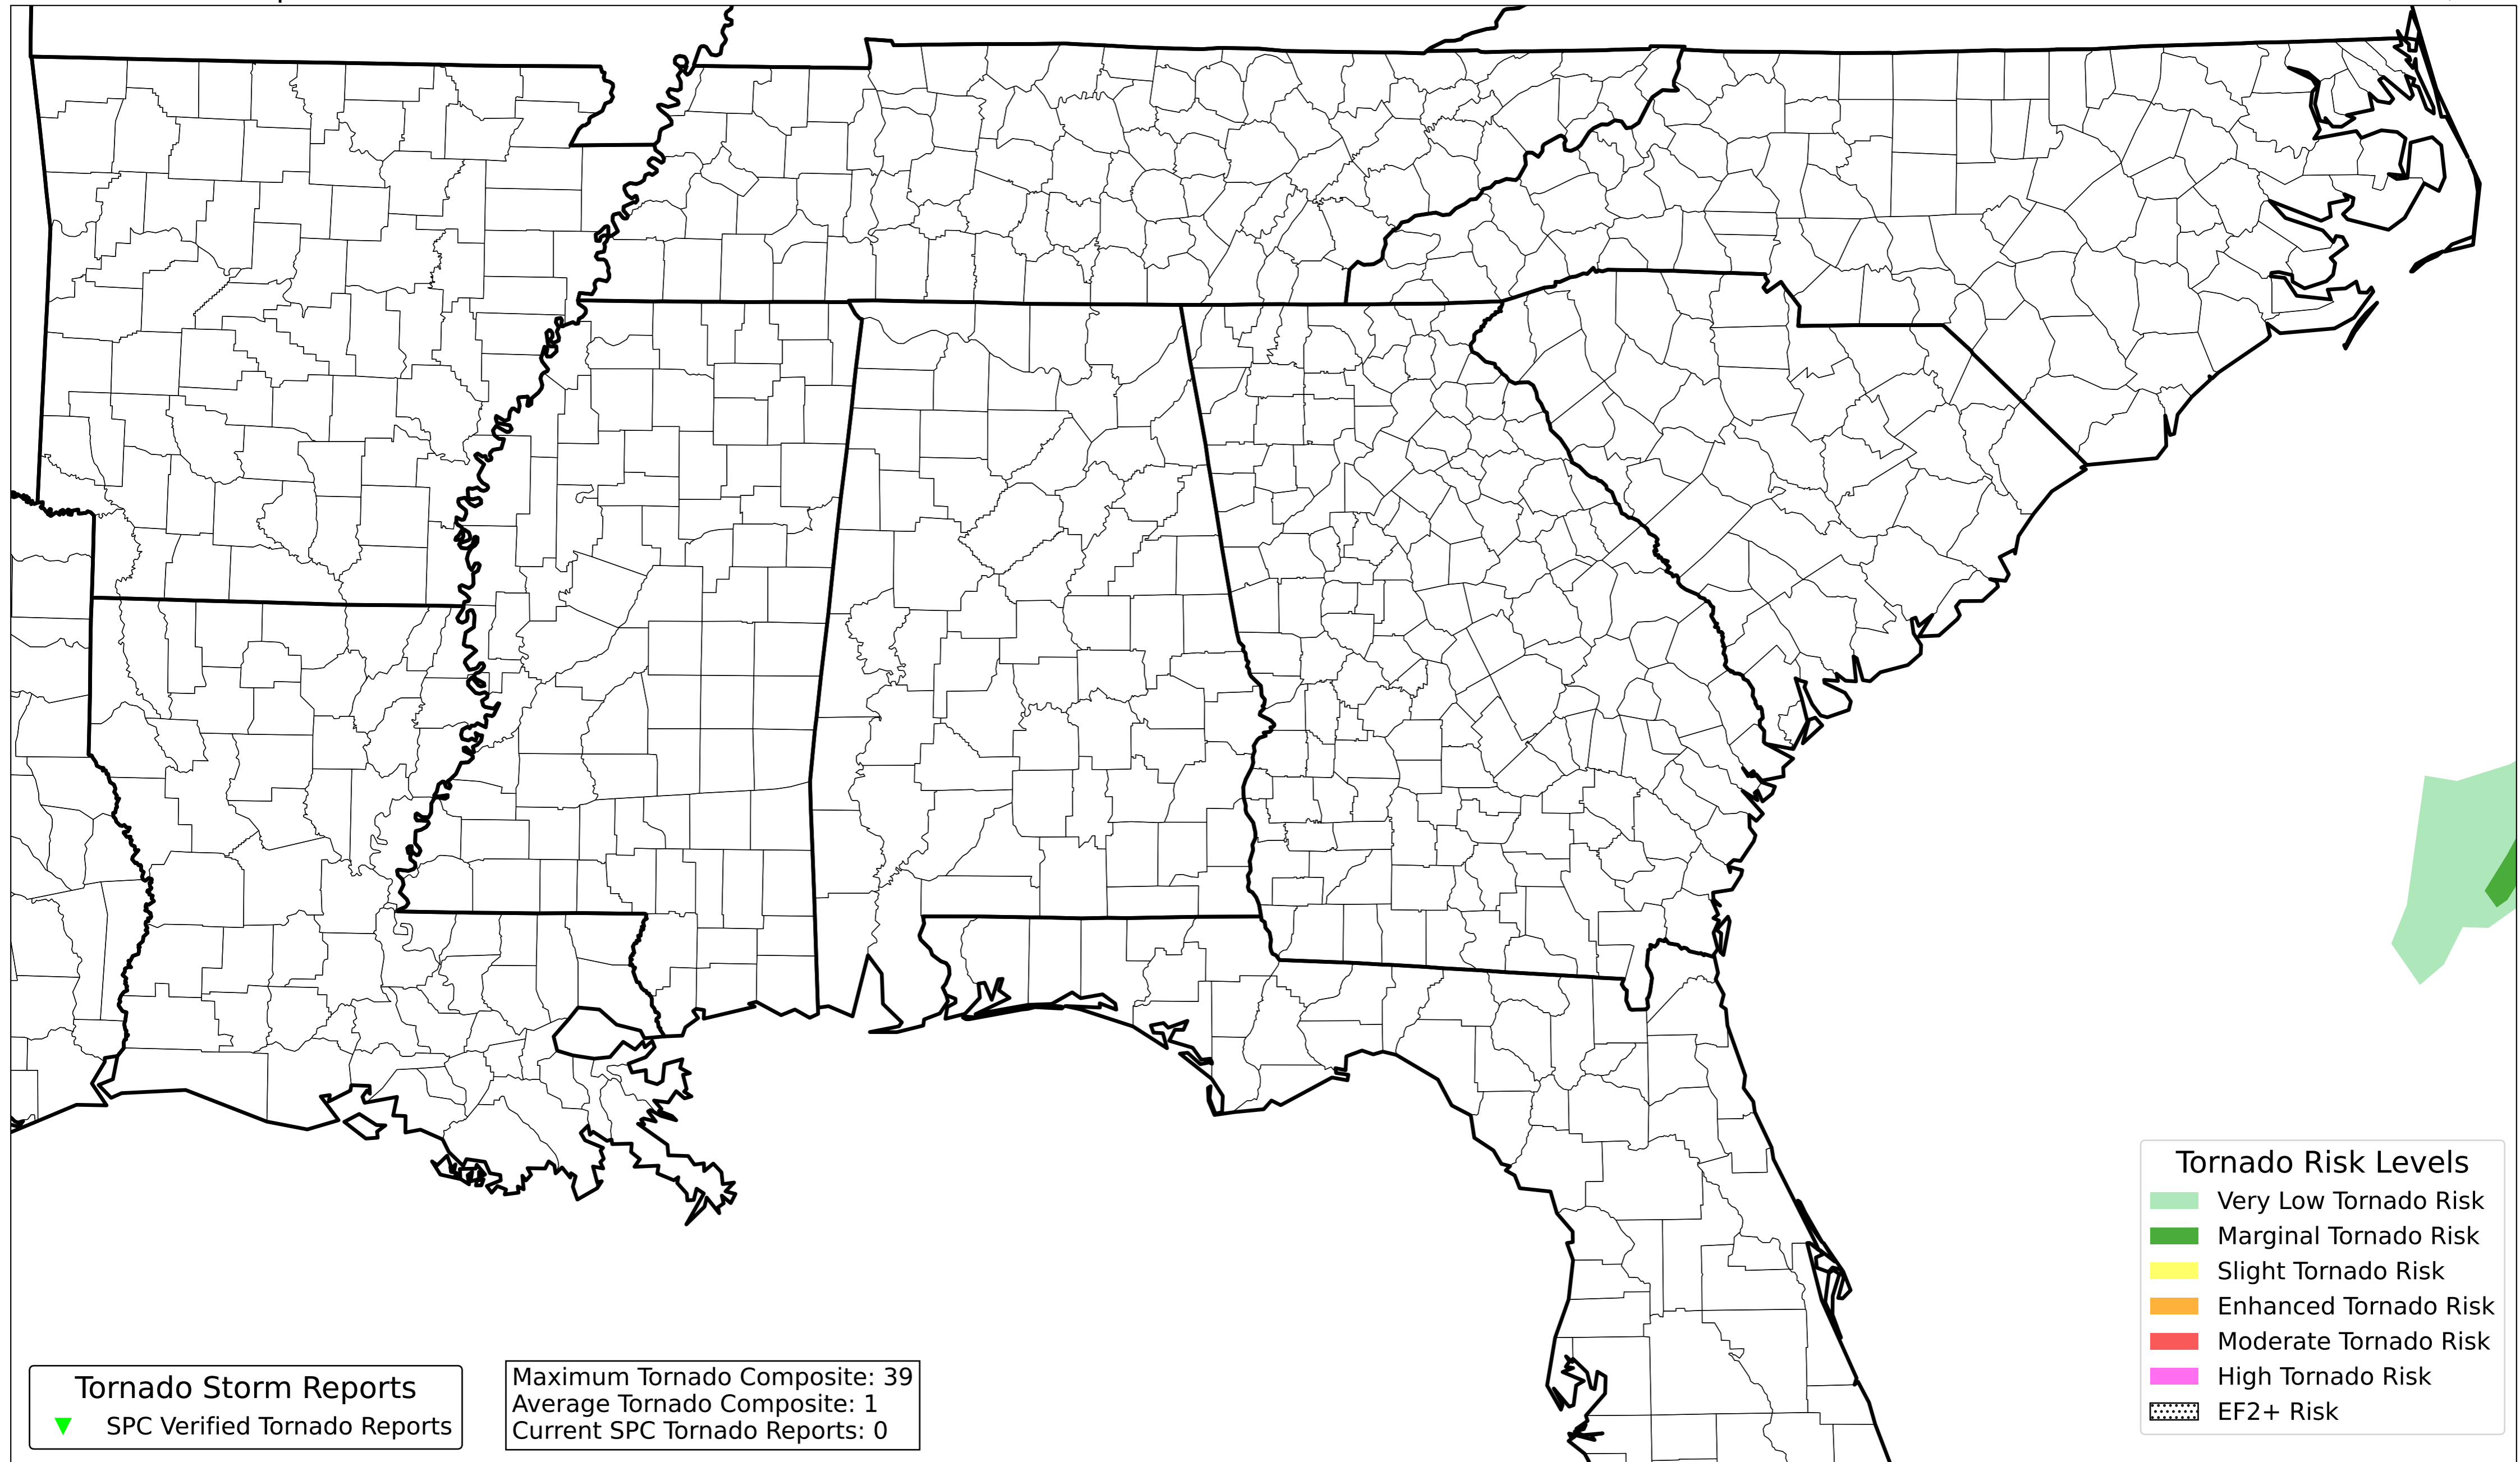 Tornado Risk Levels
Very Low Tornado Risk
Marginal Tornado Risk
Slight Tornado Risk
Enhanced Tornado Risk
Moderate Tornado Risk
High Tornado Risk
EF2+ Risk
Tornado Storm Reports
SPC Verified Tornado Reports
Maximum Tornado Composite: 39
Average Tornado Composite: 1
Current SPC Tornado Reports: 0